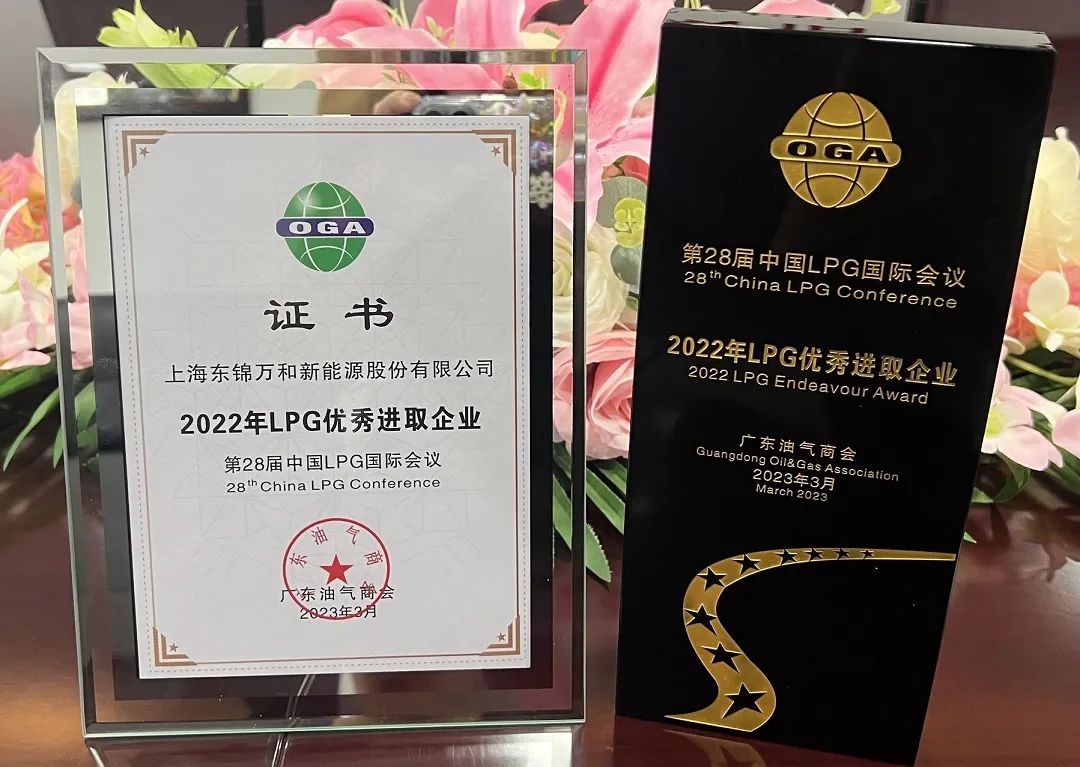 OGA
证书
上海东锦万和新能源股份有限公司
2022年LPG优秀进取企业
第28届中国LPG国际会议
28th China LPG Conference
东油气商会
广东油气商会
2023年3月
OGA
第28届中国LPG国际会议
28th China LPG Conference
2022年LPG优秀进取企业
2022 LPG Endeavour Award
广东油气商会
Guangdong Oil&Gas Association
2023年3月
March 2023